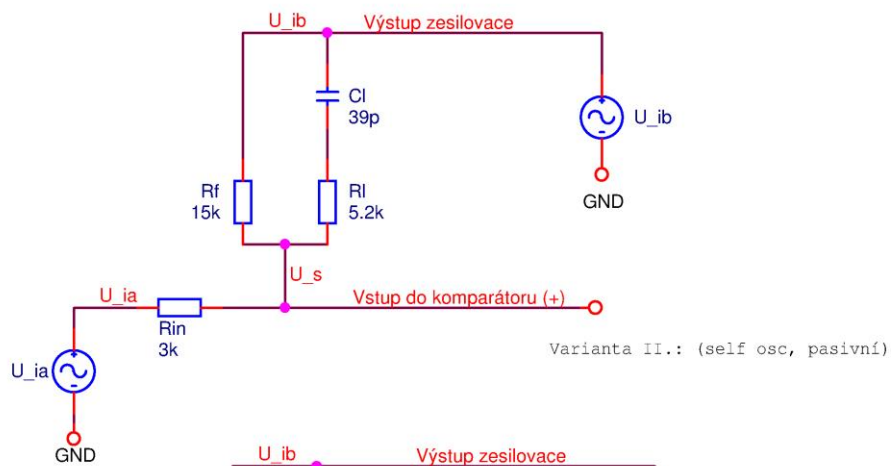 U_ib Výstup zesilovace
Cl
39p
U_ib
Rf
15k
Rl
5.2k
GND
U_s
U_ia
Vstup do komparátoru (+)
Rin
3k
Varianta II.: (self osc, pasivní)
U_ia
GND
U_ib Výstup zesilovace